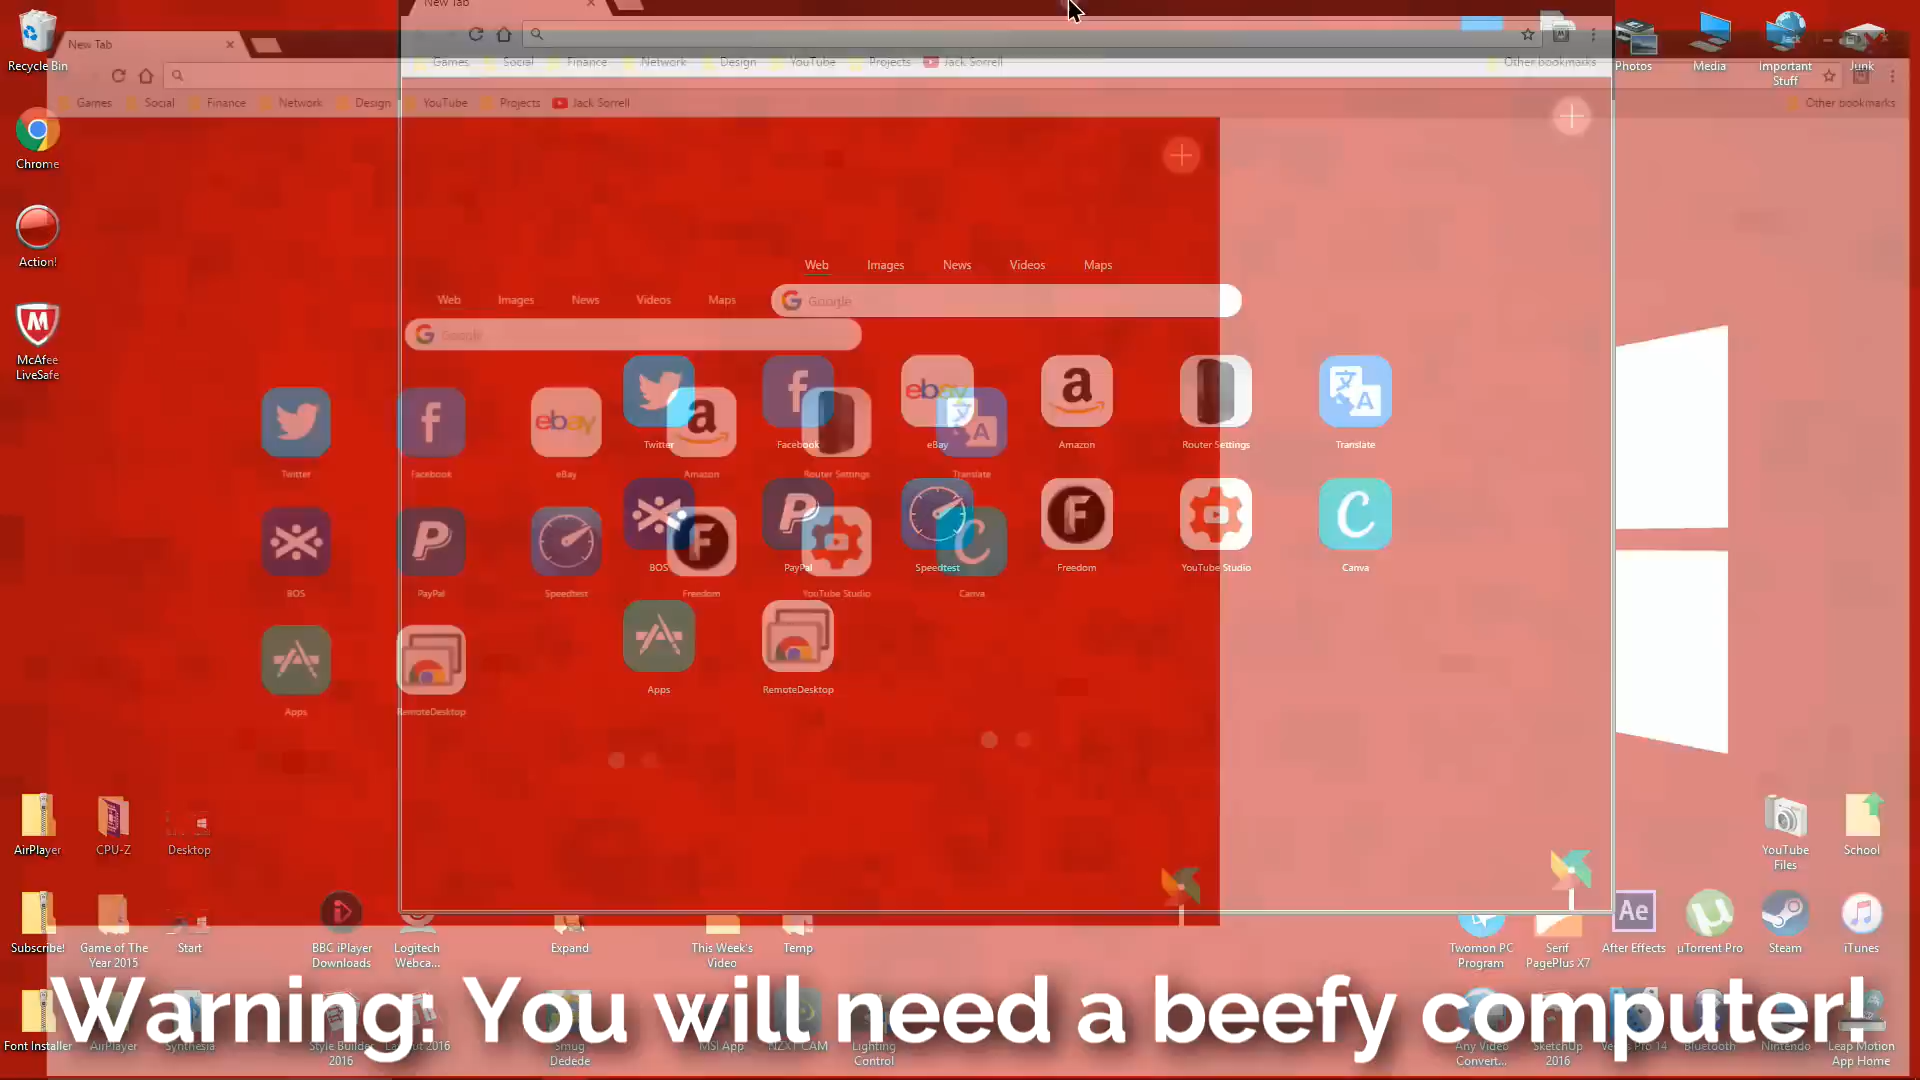 New Tab
New Tab
Games Social Finance Network Design YouTube Projects Jack Sorrell Other bookmarks
Games Social Finance Network Design YouTube Projects Jack Sorrell Other bookmarks
Recycle Bin
Photos
Media
Important Stuff
Jack
Junk
Chrome
Action!
McAfee
LiveSafe
Web Images News Videos Maps
Google
Web Images News Videos Maps
Google
Twitter Facebook eBay Amazon Router Settings Translate
Twitter Facebook eBay Amazon Router Settings Translate
BOS PayPal Speedtest Freedom YouTube Studio Canva
BOS PayPal Speedtest Freedom YouTube Studio Canva
Apps RemoteDesktop
Apps RemoteDesktop
AirPlayer
CPU-Z
Desktop
YouTube
Files
School
Subscribe!
Game of The
Year 2015
Start
BBC iPlayer
Downloads
Logitech
Webca...
Expand
This Week's
Video
Temp
Twomon PC
Program
Serif
PagePlus X7
After Effects
µTorrent Pro
Steam
iTunes
Warning: You will need a beefy computer!
Font Installer
AirPlayer
Synthesia
Style Builder
2016
2016
Smug
Dedede
MSI App
NZXT CAM
Lighting
Control
Any Video
Convert...
SketchUp
2016
Bluetooth
Nintendo
Leap Motion
App Home